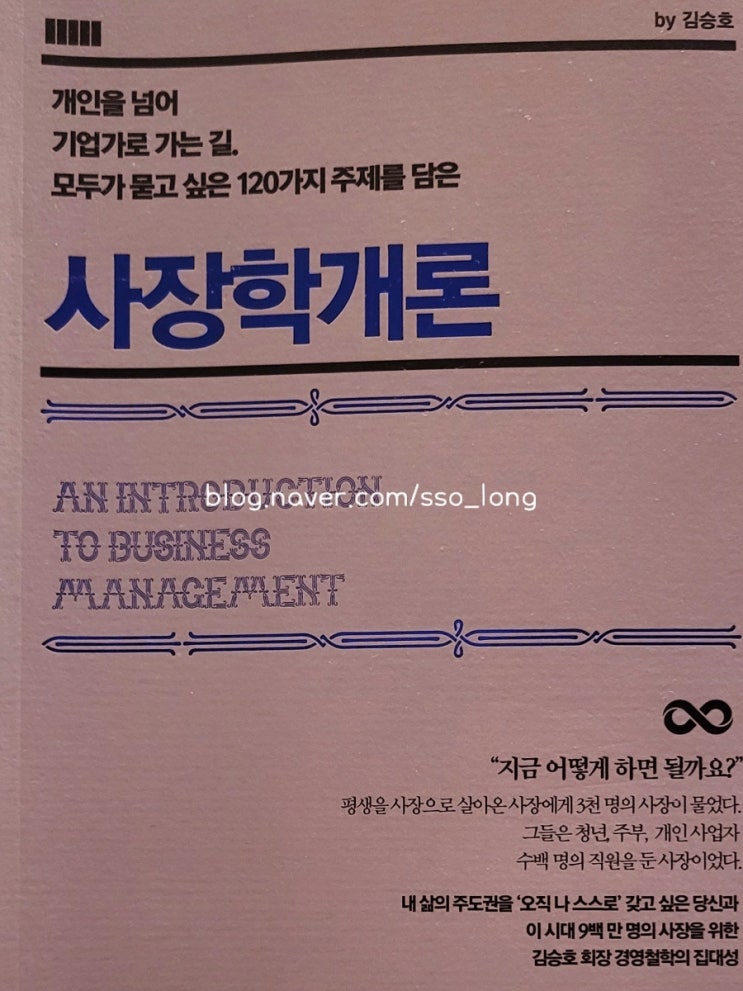 by 김승호
개인을 넘어
기업가로 가는 길.
모두가 묻고 싶은 120가지 주제를 담은
사장학개론
AN INTRODUCTION
blog.naver.com/sso_long
TO BUSINESS
MANAGEMENT
“지금 어떻게 하면 될까요?”
평생을 사장으로 살아온 사장에게 3천 명의 사장이 물었다.
그들은 청년, 주부, 개인 사업자
수백 명의 직원을 둔 사장이었다.
내 삶의 주도권을 ‘오직 나 스스로’ 갖고 싶은 당신과
이 시대 9백 만 명의 사장을 위한
김승호 회장 경영철학의 집대성